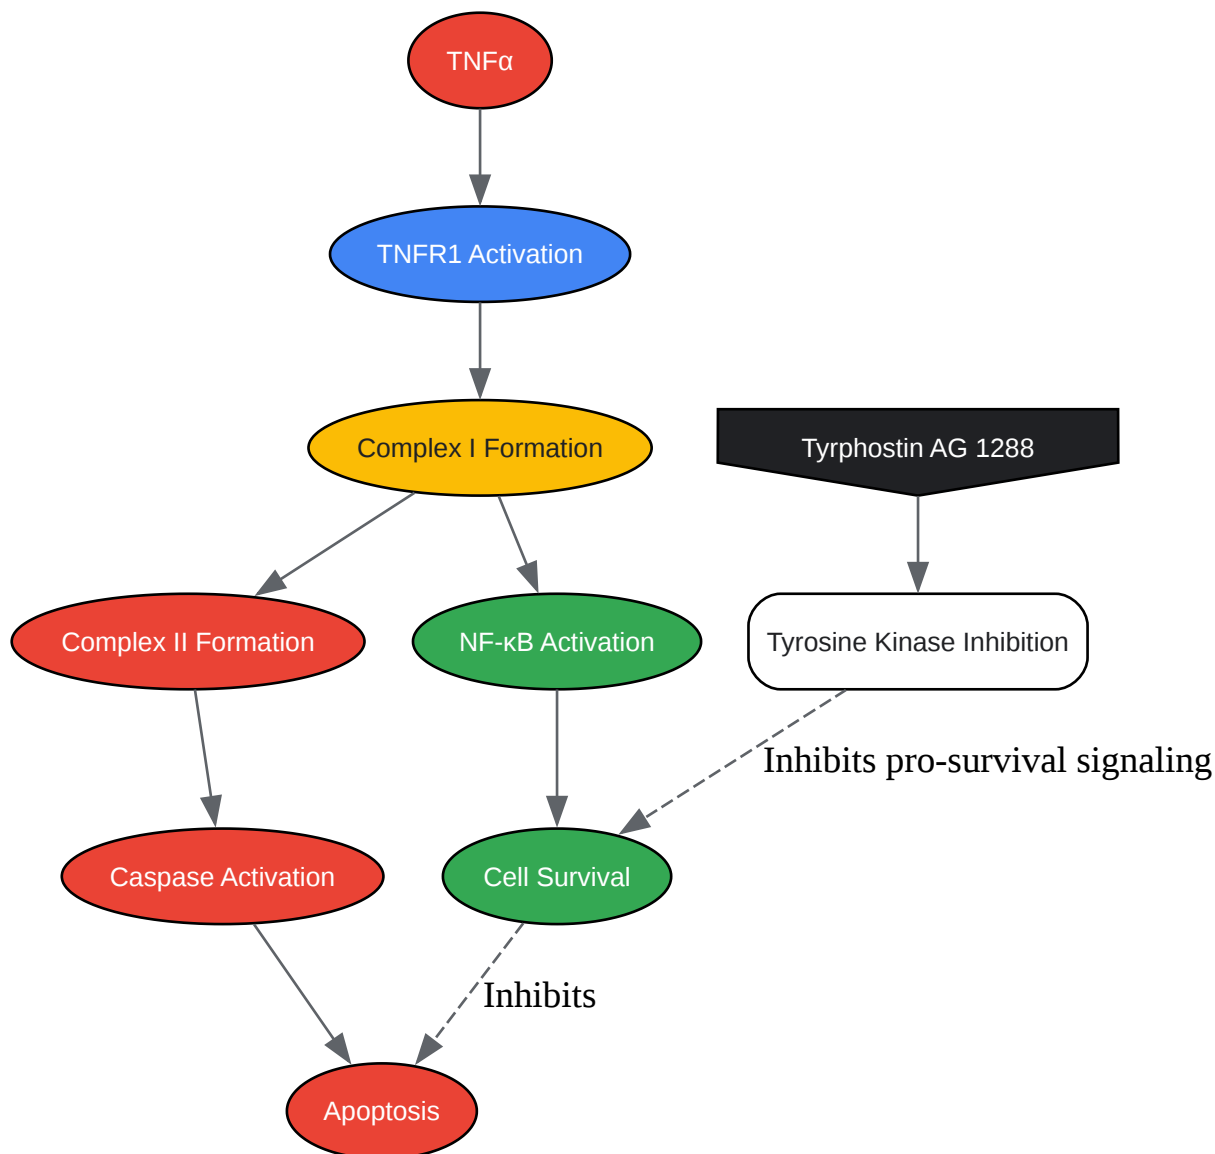 TNFα
TNFR1 Activation
Complex I Formation
Tyrphostin AG 1288
Complex II Formation
NF-κB Activation
Tyrosine Kinase Inhibition
Inhibits pro-survival signaling
Caspase Activation
Cell Survival
Inhibits
Apoptosis